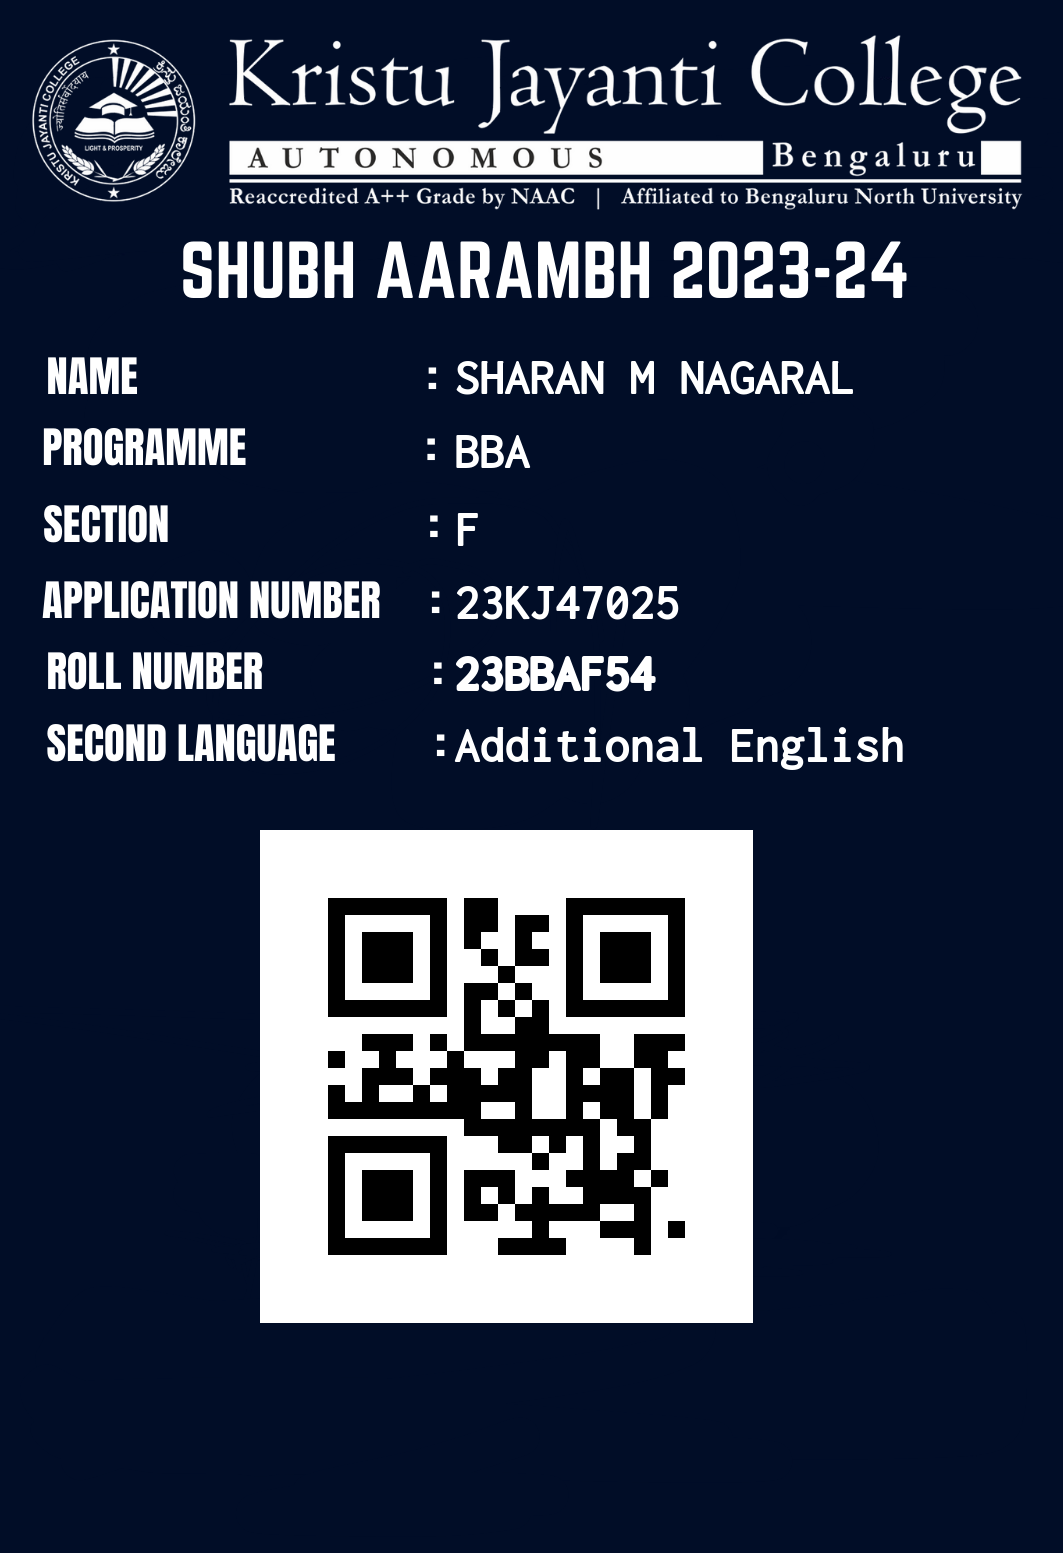 Kristu Jayanti College
AUTONOMOUS Bengaluru
Reaccredited A++ Grade by NAAC | Affiliated to Bengaluru North University
KRISTU JAYANTI COLLEGE
LIGHT & PROSPERITY
SHUBH AARAMBH 2023-24
NAME : SHARAN M NAGARAL
PROGRAMME : BBA
SECTION : F
APPLICATION NUMBER : 23KJ47025
ROLL NUMBER : 23BBAF54
SECOND LANGUAGE : Additional English